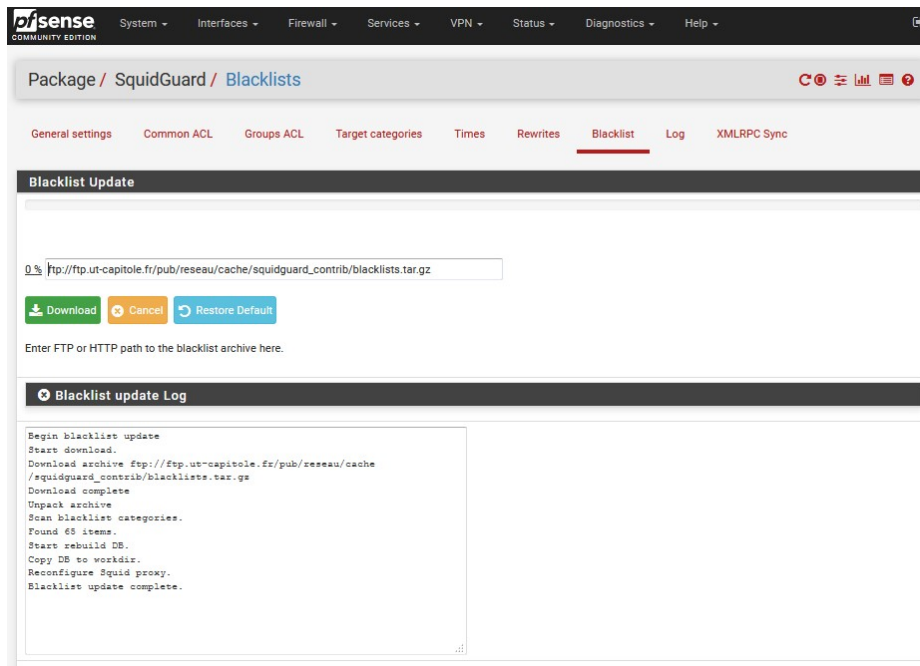 pfsense
COMMUNITY EDITION
System Interfaces Firewall Services VPN Status Diagnostics Help
Package / SquidGuard / Blacklists
General settings Common ACL Groups ACL Target categories Times Rewrites Blacklist Log XMLRPC Sync
Blacklist Update
0 % ftp://ftp.ut-capitole.fr/pub/reseau/cache/squidguard_contrib/blacklists.tar.gz
Download Cancel Restore Default
Enter FTP or HTTP path to the blacklist archive here.
Blacklist update Log
Begin blacklist update
Start download.
Download archive ftp://ftp.ut-capitole.fr/pub/reseau/cache
/squidguard_contrib/blacklists.tar.gz
Download complete
Unpack archive
Scan blacklist categories.
Found 65 items.
Start rebuild DB.
Copy DB to workdir.
Reconfigure Squid proxy.
Blacklist update complete.